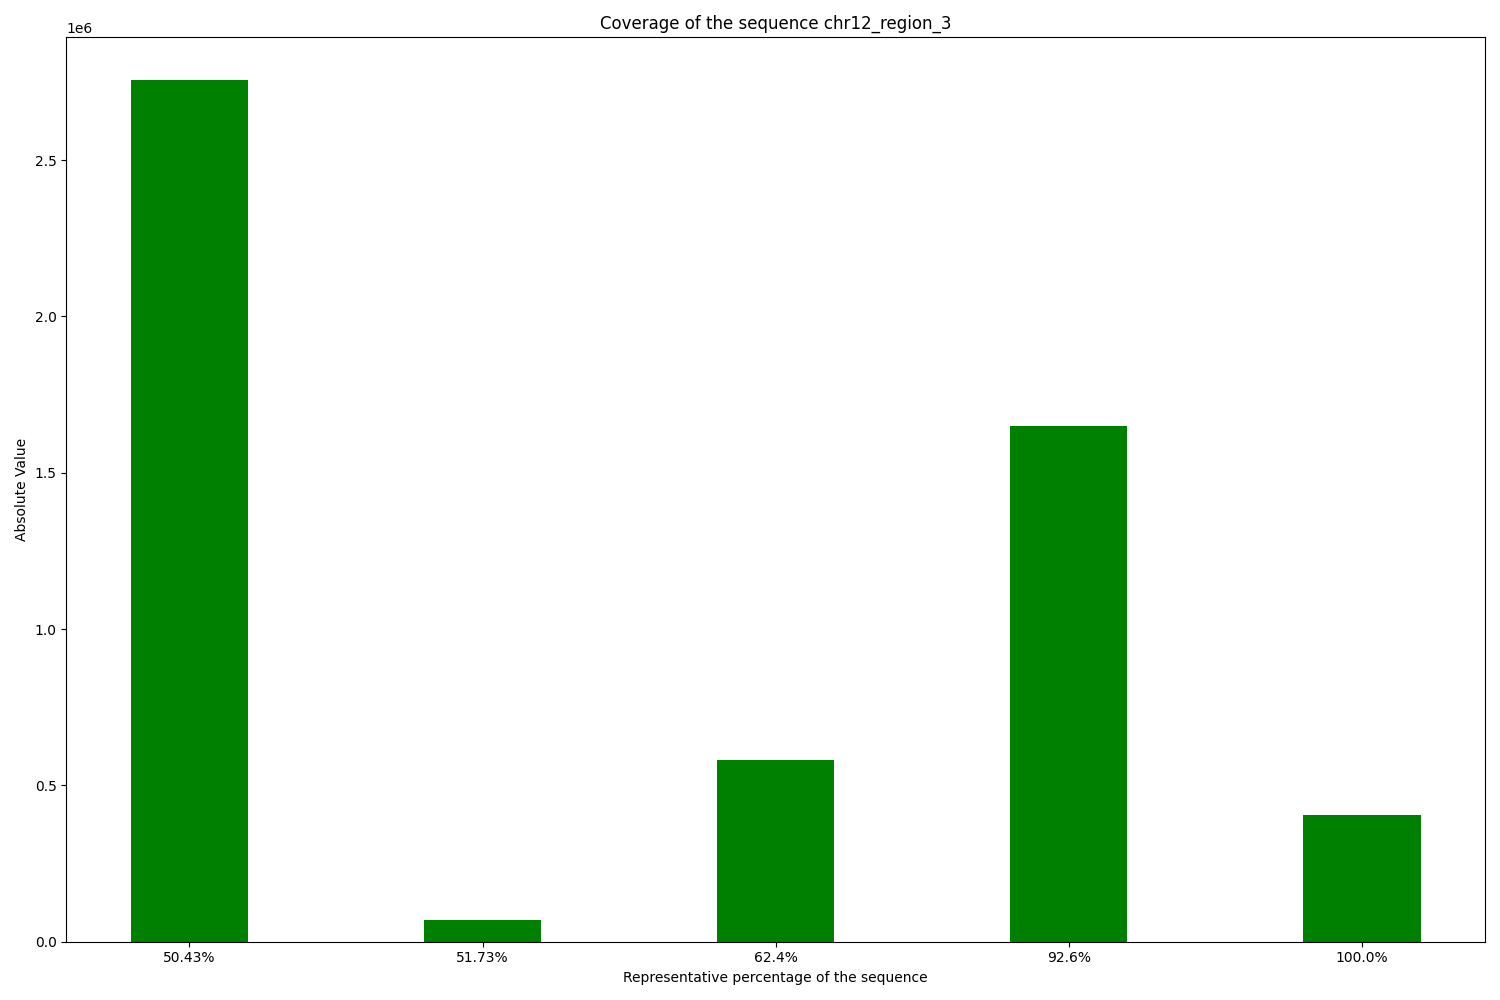 Coverage of the sequence chr12_region_3
1e6
2.5
2.0
1.5
1.0
0.5
0.0
Absolute Value
50.43% 51.73% 62.4% 92.6% 100.0%
Representative percentage of the sequence